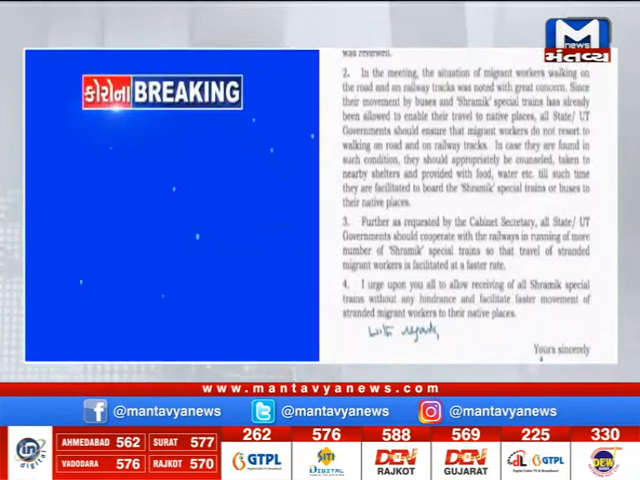 M
news
મંતવ્ય
કોરોના BREAKING
was reviewed.
2. In the meeting, the situation of migrant workers walking on
the road and on railway tracks was noted with great concern. Since
their movement by buses and 'Shramik' special trains has already
been allowed to enable their travel to native places, all State/ UT
Governments should ensure that migrant workers do not resort to
walking on road and on railway tracks. In case they are found in
such condition, they should appropriately be counseled, taken to
nearby shelters and provided with food, water etc. till such time
they are facilitated to board the 'Shramik' special trains or buses to
their native places.
3. Further as requested by the Cabinet Secretary, all State/ UT
Governments should cooperate with the railways in running of more
number of 'Shramik' special trains so that travel of stranded
migrant workers is facilitated at a faster rate.
4. I urge upon you all to allow receiving of all Shramik special
trains without any hindrance and facilitate faster movement of
stranded migrant workers to their native places.
with regards,
Yours sincerely
www.mantavyanews.com
@mantavyanews @mantavyanews @mantavyanews
in digital
AHMEDABAD 562 SURAT 577
VADODARA 576 RAJKOT 570
262 GTPL
576 SITI DIGITAL
588 DEN RAJKOT
569 DEN GUJARAT
225 GTPL
330 DEW